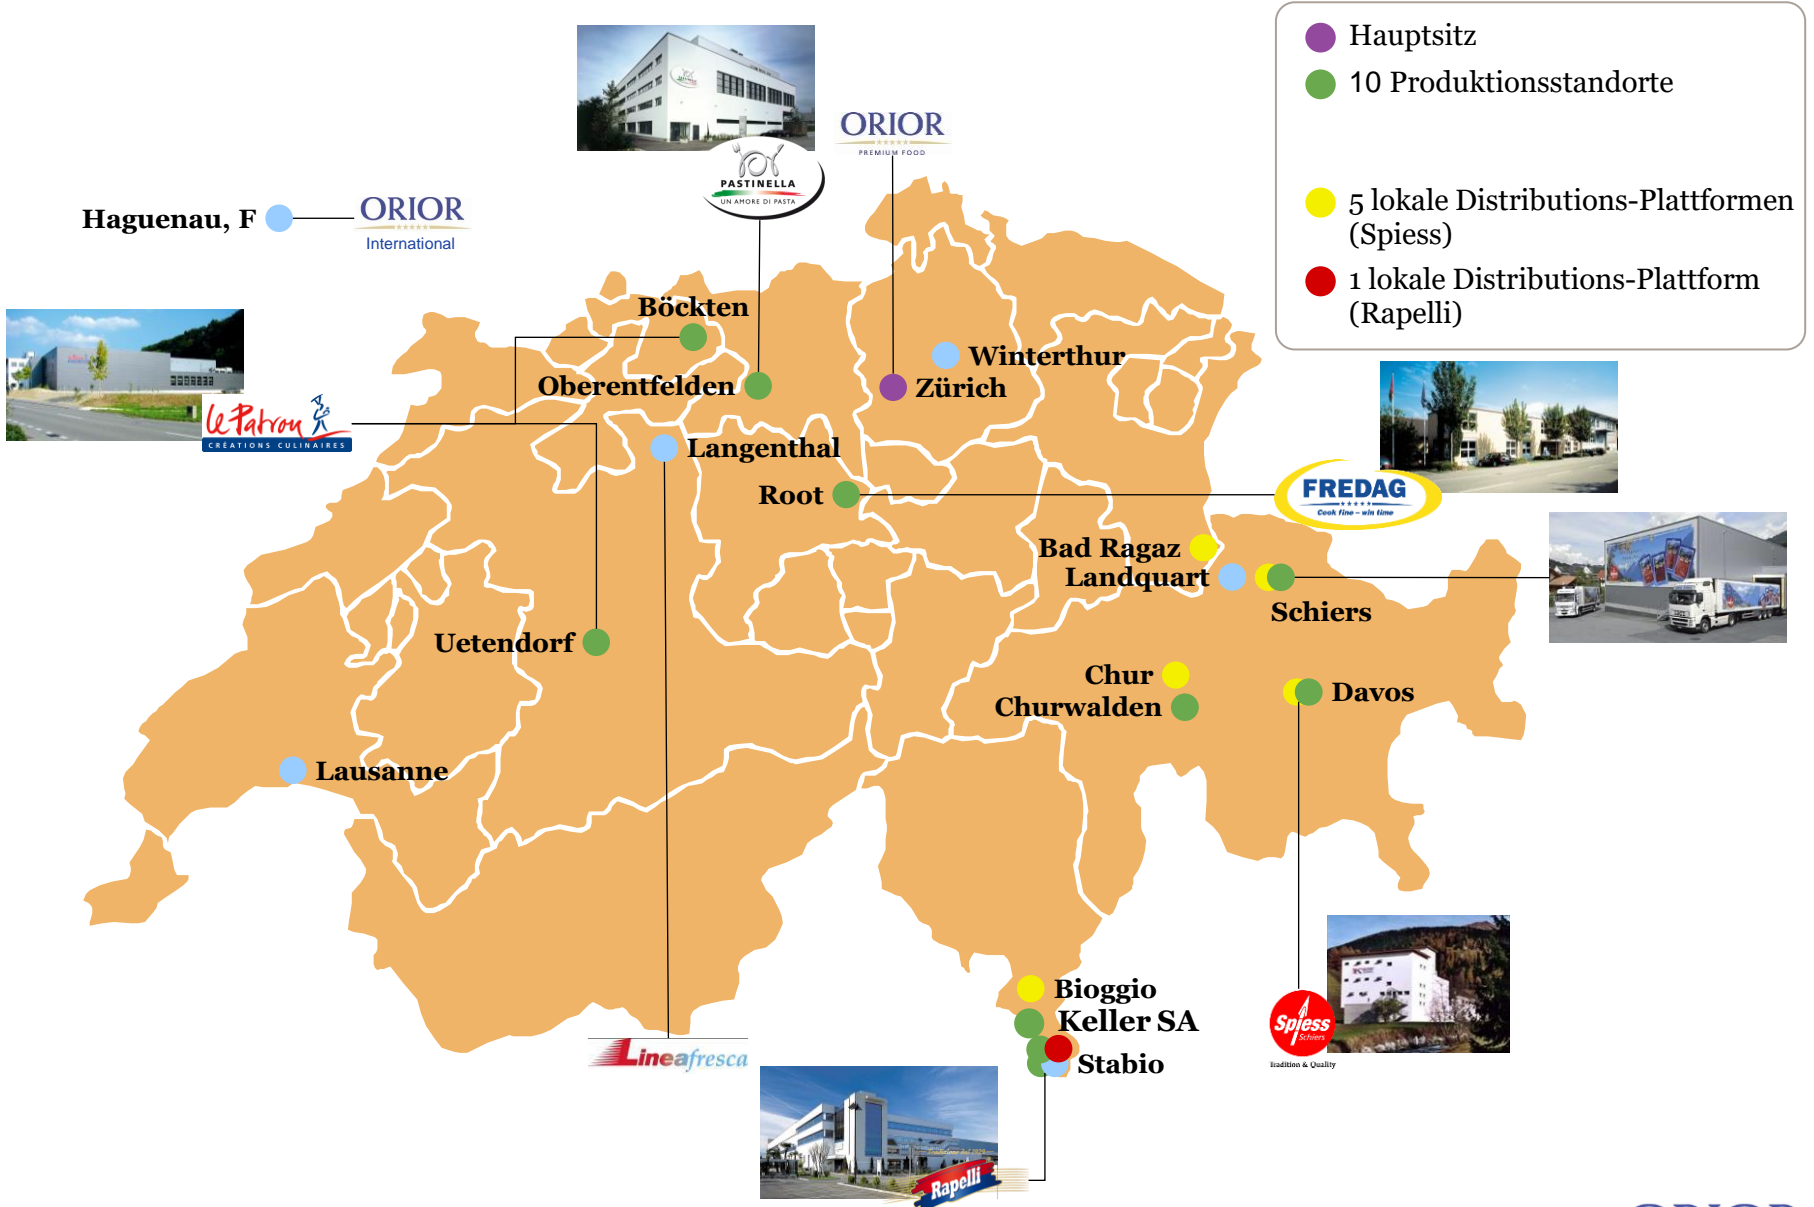 Hauptsitz
10 Produktionsstandorte
5 lokale Distributions-Plattformen
(Spiess)
1 lokale Distributions-Plattform
(Rapelli)
ORIOR
PREMIUM FOOD
PASTINELLA
UN AMORE DI PASTA
Haguenau, F
ORIOR
International
Böckten
Oberentfelden
Winterthur
Zürich
Le Patron
CRÉATIONS CULINAIRES
Langenthal
Root
FREDAG
Cook fine – win time
Bad Ragaz
Landquart
Schiers
Uetendorf
Chur
Churwalden
Davos
Lausanne
Bioggio
Keller SA
Stabio
Spiess
Schiers
Tradition & Quality
Lineafresca
Rapelli
ORIOR